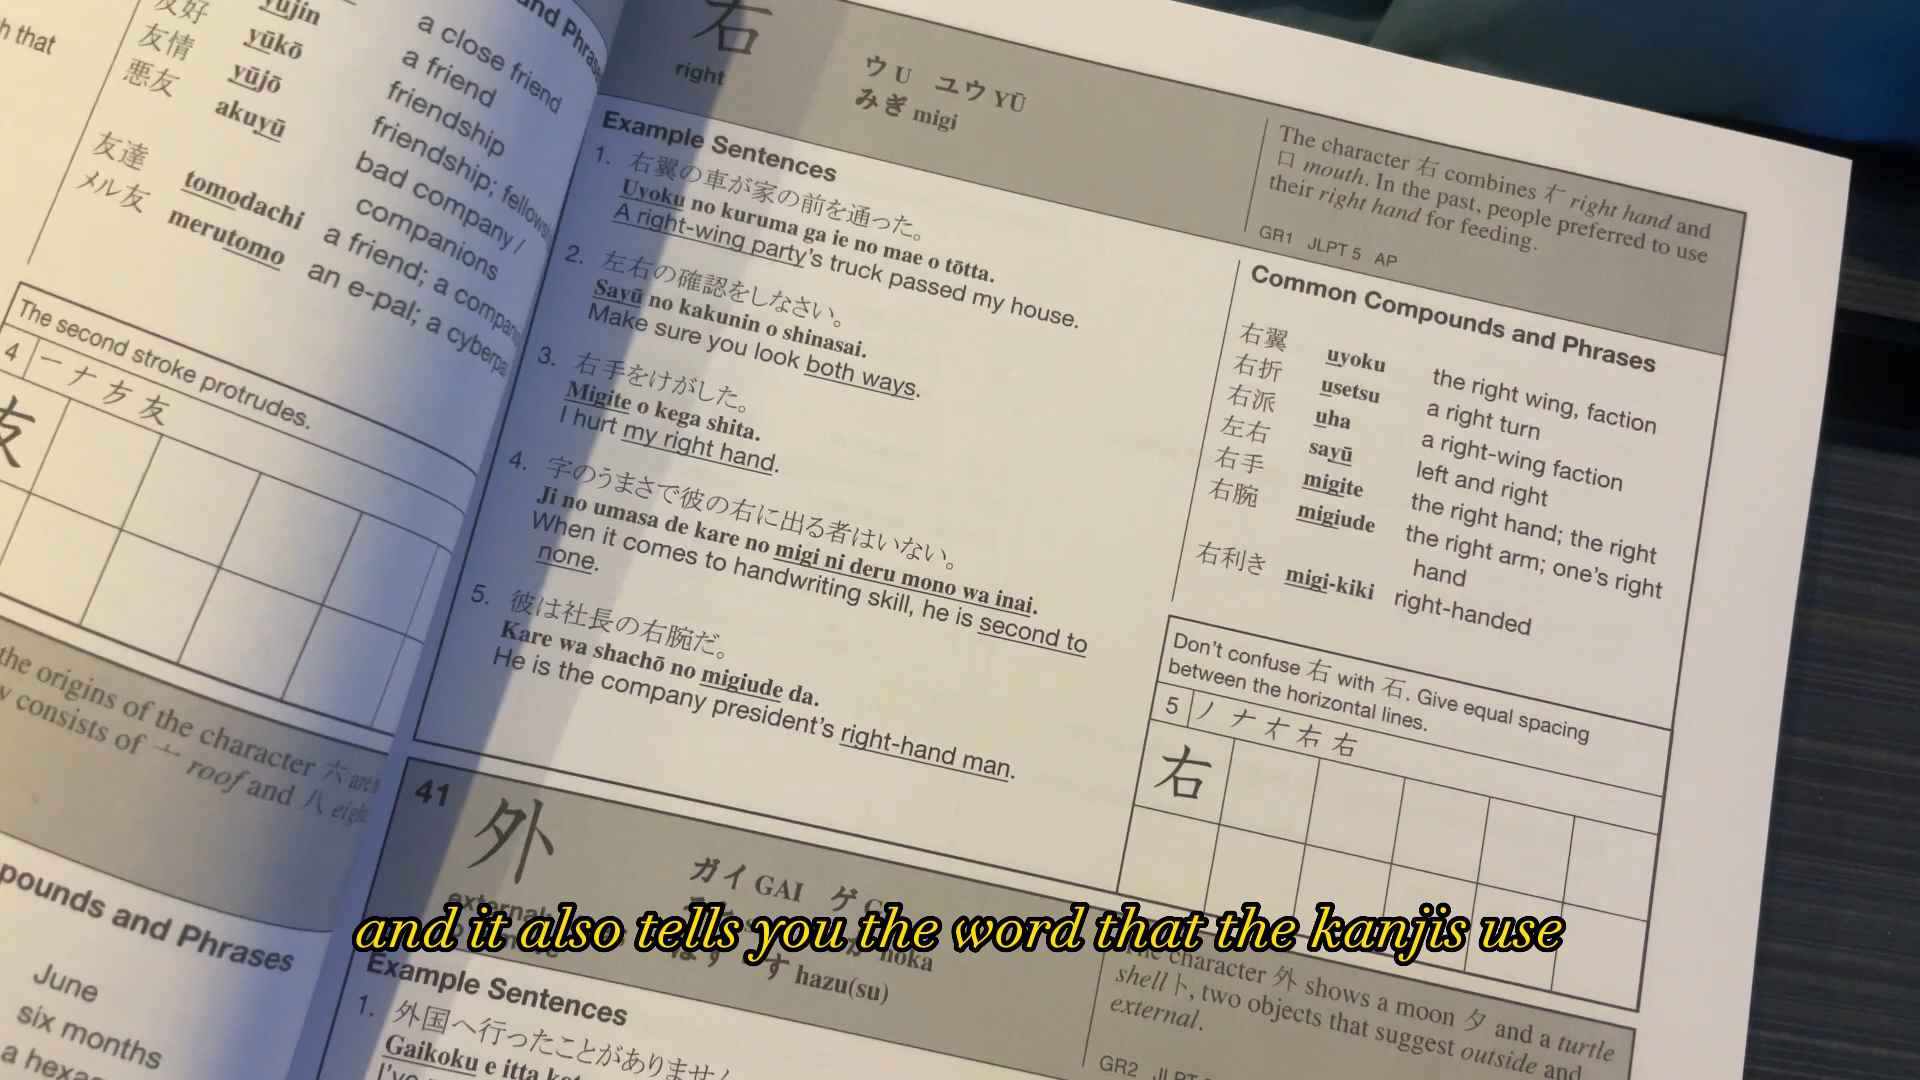 h that
友好
友情
悪友
友達
メル友
yūjin
yūkō
yūjō
akuyū
tomodachi
merutomo
and Phrases
a close friend
a friend
friendship
friendship; fellowship
bad company /
companions
a friend; a
an e-pal; a
The second stroke protrudes.
4 一 ナ 方 友
友
the origins of the character 六 are
consists of 亠 roof and 八 eight
pounds and Phrases
June
six months
右
right
ウ U ユウ YŪ
みぎ migi
The character 右 combines ナ right hand and
口 mouth. In the past, people preferred to use
their right hand for feeding.
GR1 JLPT 5 AP
Example Sentences
1. 右翼の車が家の前を通った。
Uyoku no kuruma ga ie no mae o tōtta.
A right-wing party's truck passed my house.
2. 左右の確認をしなさい。
Sayū no kakunin o shinasai.
Make sure you look both ways.
3. 右手をけがした。
Migite o kega shita.
I hurt my right hand.
4. 字のうまさで彼の右に出る者はいない。
Ji no umasa de kare no migi ni deru mono wa inai.
When it comes to handwriting skill, he is second to
none.
5. 彼は社長の右腕だ。
Kare wa shachō no migiude da.
He is the company president's right-hand man.
Common Compounds and Phrases
右翼 uyoku the right wing, faction
右折 usetsu a right turn
右派 uha a right-wing faction
左右 sayū left and right
右手 migite the right hand; the right
右腕 migiude the right arm; one's right
hand
右利き migi-kiki right-handed
Don't confuse 右 with 石. Give equal spacing
between the horizontal lines.
5 ノ ナ オ 右 右
右
41
外
external;
ガイ GAI ゲ
hoka
hazu(su)
The character 外 shows a moon 夕 and a turtle
shell ト, two objects that suggest outside and
external.
GR2
and it also tells you the word that the kanjis use
Example Sentences
1. 外国へ行ったことがありません
Gaikoku e itta
I've